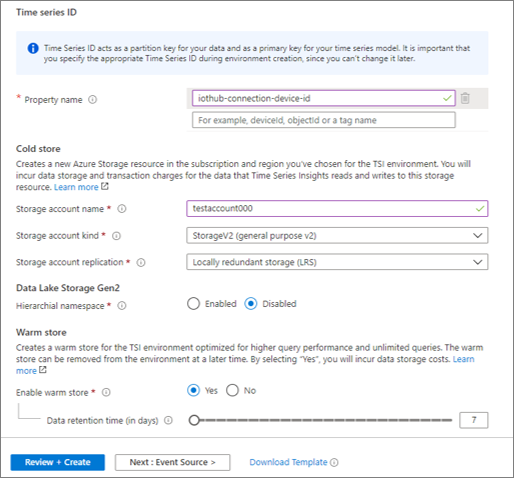 Time series ID
Time Series ID acts as a partition key for your data and as a primary key for your time series model. It is important that
you specify the appropriate Time Series ID during environment creation, since you can't change it later.
* Property name
iothub-connection-device-id
For example, deviceId, objectId or a tag name
Cold store
Creates a new Azure Storage resource in the subscription and region you've chosen for the TSI environment. You will
incur data storage and transaction charges for the data that Time Series Insights reads and writes to this storage
resource. Learn more
Storage account name *
testaccount000
Storage account kind *
StorageV2 (general purpose v2)
Storage account replication *
Locally redundant storage (LRS)
Data Lake Storage Gen2
Hierarchial namespace *
Enabled
Disabled
Warm store
Creates a warm store for the TSI environment optimized for higher query performance and unlimited queries. The warm
store can be removed from the environment at a later time. By selecting "Yes", you will incur data storage costs. Learn
more
Enable warm store *
Yes
No
Data retention time (in days)
7
Review + Create
Next : Event Source >
Download Template